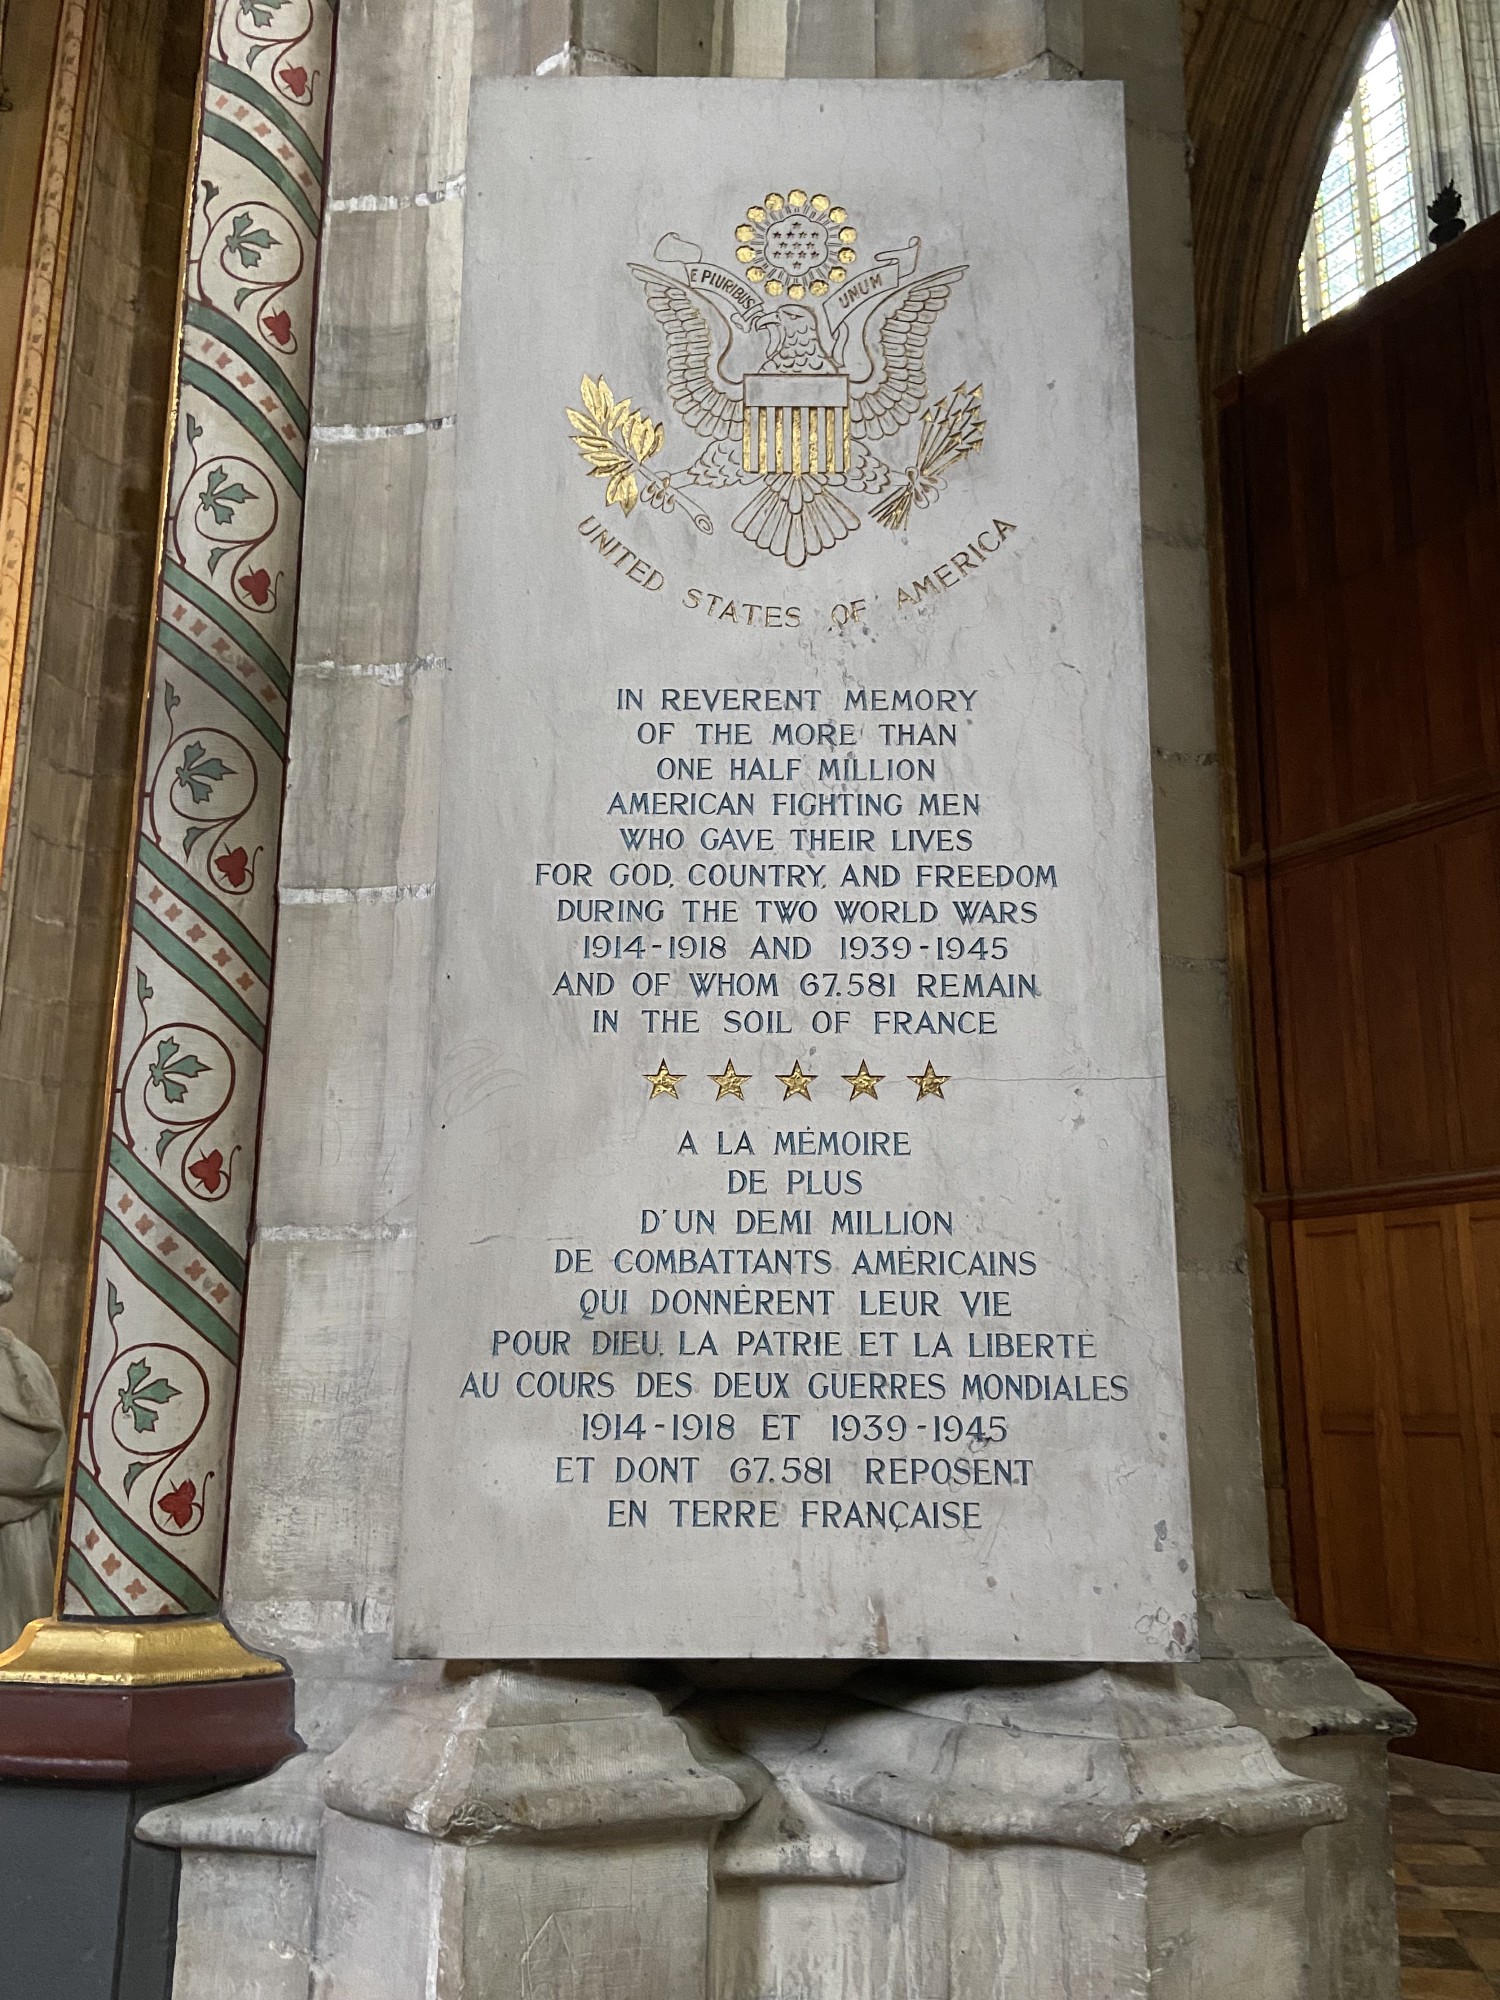 E PLURIBUS UNUM
UNITED STATES OF AMERICA
IN REVERENT MEMORY
OF THE MORE THAN
ONE HALF MILLION
AMERICAN FIGHTING MEN
WHO GAVE THEIR LIVES
FOR GOD, COUNTRY, AND FREEDOM
DURING THE TWO WORLD WARS
1914-1918 AND 1939-1945
AND OF WHOM 67.581 REMAIN
IN THE SOIL OF FRANCE
A LA MÉMOIRE
DE PLUS
D'UN DEMI MILLION
DE COMBATTANTS AMÉRICAINS
QUI DONNÈRENT LEUR VIE
POUR DIEU, LA PATRIE ET LA LIBERTÉ
AU COURS DES DEUX GUERRES MONDIALES
1914-1918 ET 1939-1945
ET DONT 67.581 REPOSENT
EN TERRE FRANÇAISE